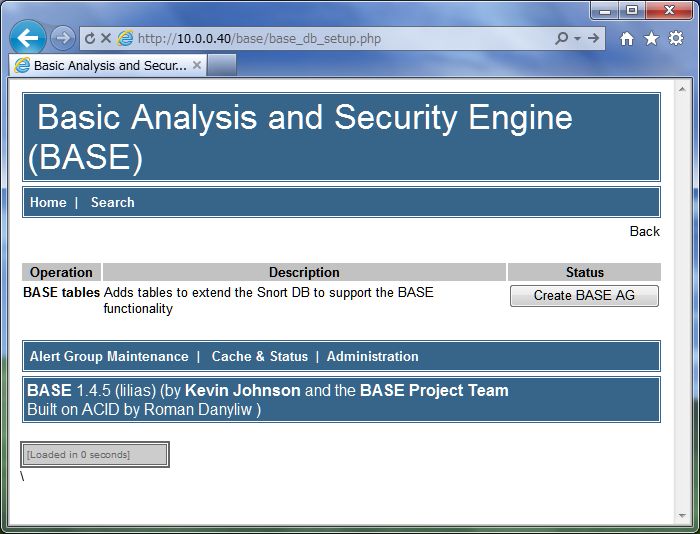 http://10.0.0.40/base/base_db_setup.php
Basic Analysis and Secur...
Basic Analysis and Security Engine
(BASE)
Home | Search
Back
Operation Description Status
BASE tables Adds tables to extend the Snort DB to support the BASE Create BASE AG
functionality
Alert Group Maintenance | Cache & Status | Administration
BASE 1.4.5 (lilias) (by Kevin Johnson and the BASE Project Team
Built on ACID by Roman Danyliw )
[Loaded in 0 seconds]
\